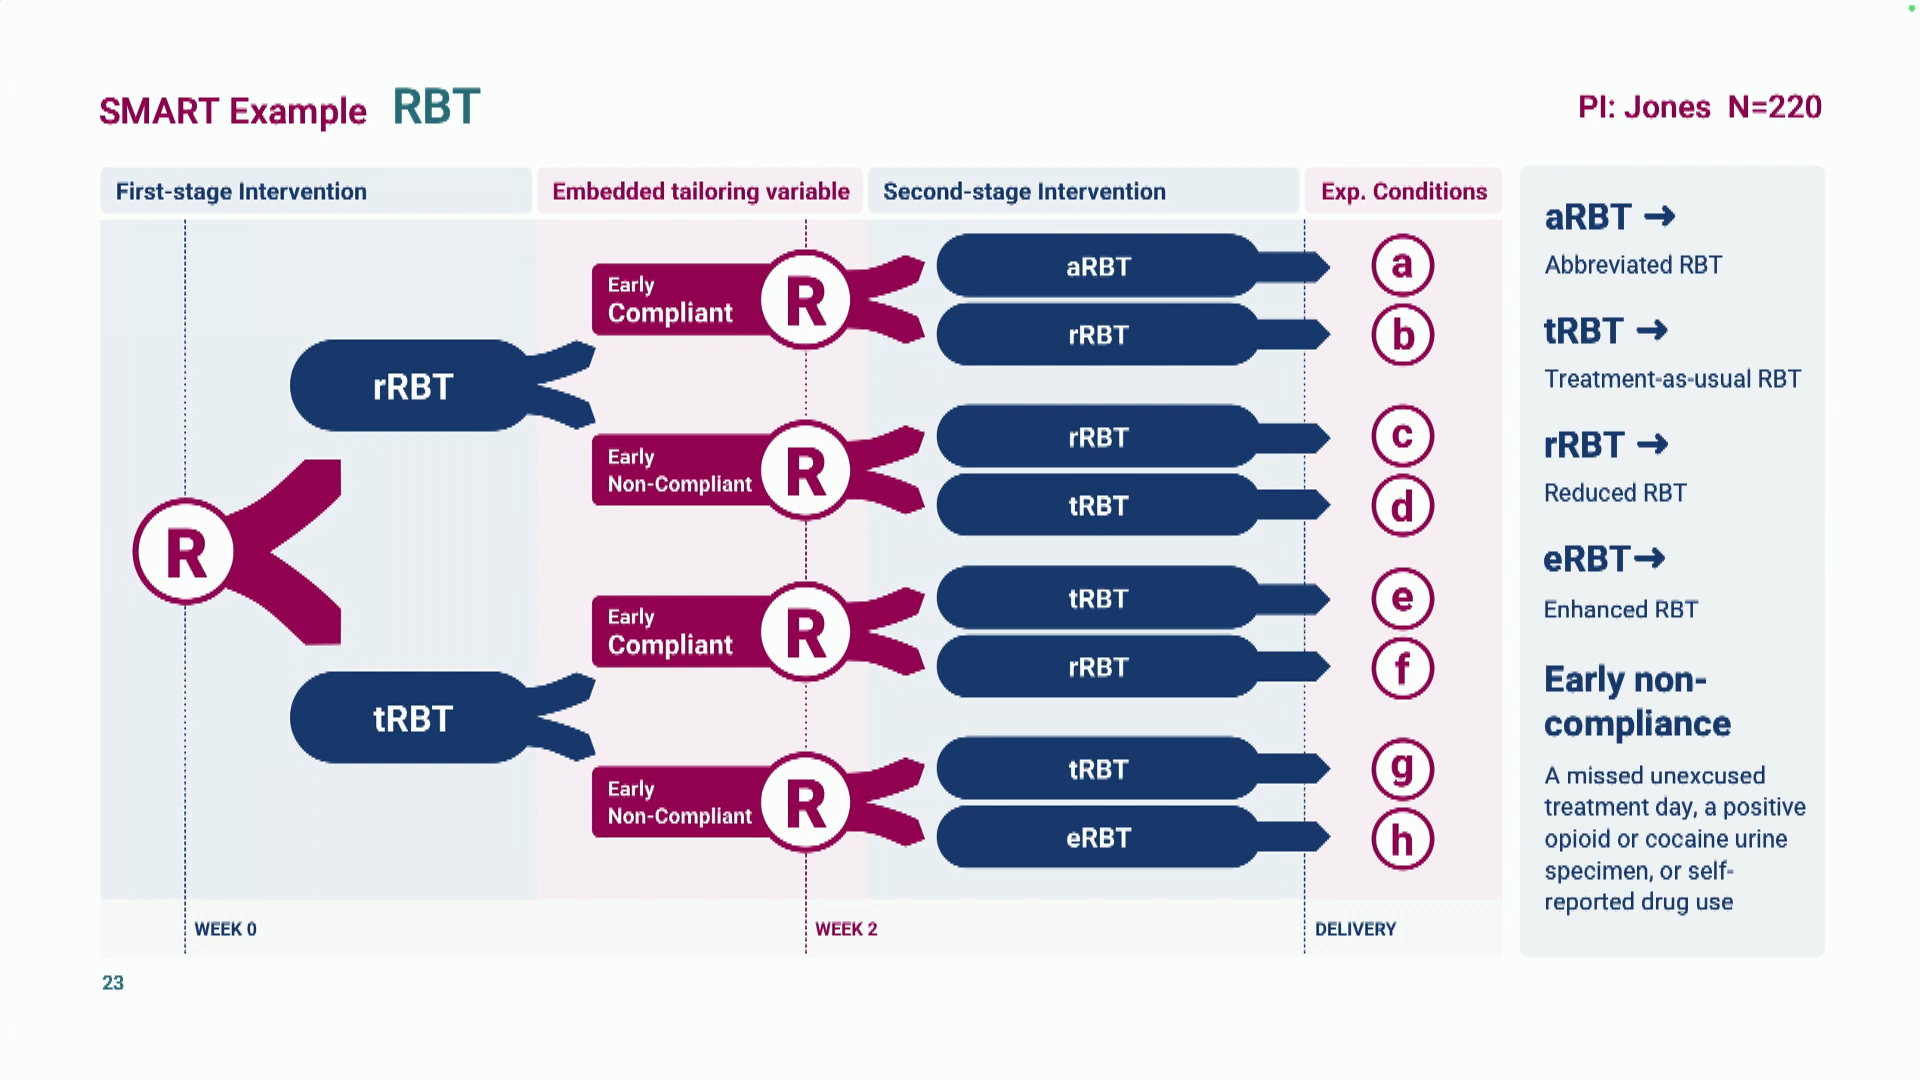 SMART Example RBT
PI: Jones N=220
First-stage Intervention
Embedded tailoring variable
Second-stage Intervention
Exp. Conditions
R
rRBT
tRBT
Early
Compliant
R
aRBT
a
rRBT
b
Early
Non-Compliant
R
rRBT
c
tRBT
d
Early
Compliant
R
tRBT
e
rRBT
f
Early
Non-Compliant
R
tRBT
g
eRBT
h
WEEK 0
WEEK 2
DELIVERY
aRBT →
Abbreviated RBT
tRBT →
Treatment-as-usual RBT
rRBT →
Reduced RBT
eRBT→
Enhanced RBT
Early non-
compliance
A missed unexcused
treatment day, a positive
opioid or cocaine urine
specimen, or self-
reported drug use
23